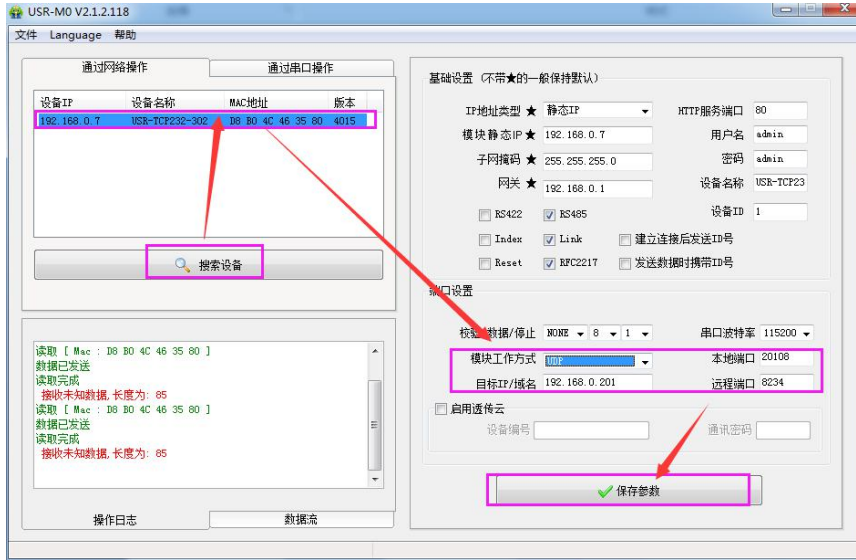 USR-M0 V2.1.2.118
文件 Language 帮助
通过网络操作 通过串口操作
设备IP 设备名称 MAC地址 版本
192.168.0.7 USR-TCP232-302 D8 B0 4C 46 35 80 4015
搜索设备
读取 [ Mac : D8 B0 4C 46 35 80 ]
数据已发送
读取完成
接收未知数据,长度为: 85
读取 [ Mac : D8 B0 4C 46 35 80 ]
数据已发送
读取完成
接收未知数据,长度为: 85
操作日志 数据流
基础设置 (不带★的一般保持默认)
IP地址类型 ★ 静态IP HTTP服务端口 80
模块静态IP ★ 192.168.0.7 用户名 admin
子网掩码 ★ 255.255.255.0 密码 admin
网关 ★ 192.168.0.1 设备名称 USR-TCP23
RS422 RS485 设备ID 1
Index Link 建立连接后发送ID号
Reset RFC2217 发送数据时携带ID号
端口设置
校验/数据/停止 NONE 8 1 串口波特率 115200
模块工作方式 UDP 本地端口 20108
目标IP/域名 192.168.0.201 远程端口 8234
启用透传云
设备编号 通讯密码
保存参数